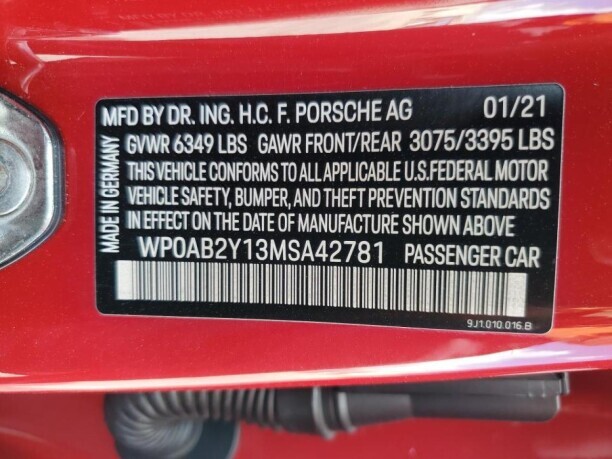 MFD BY DR. ING. H.C. F. PORSCHE AG 01/21
GVWR 6349 LBS GAWR FRONT/REAR 3075/3395 LBS
THIS VEHICLE CONFORMS TO ALL APPLICABLE U.S.FEDERAL MOTOR
VEHICLE SAFETY, BUMPER, AND THEFT PREVENTION STANDARDS
IN EFFECT ON THE DATE OF MANUFACTURE SHOWN ABOVE
WP0AB2Y13MSA42781 PASSENGER CAR
9J1.010.016.B
MADE IN GERMANY